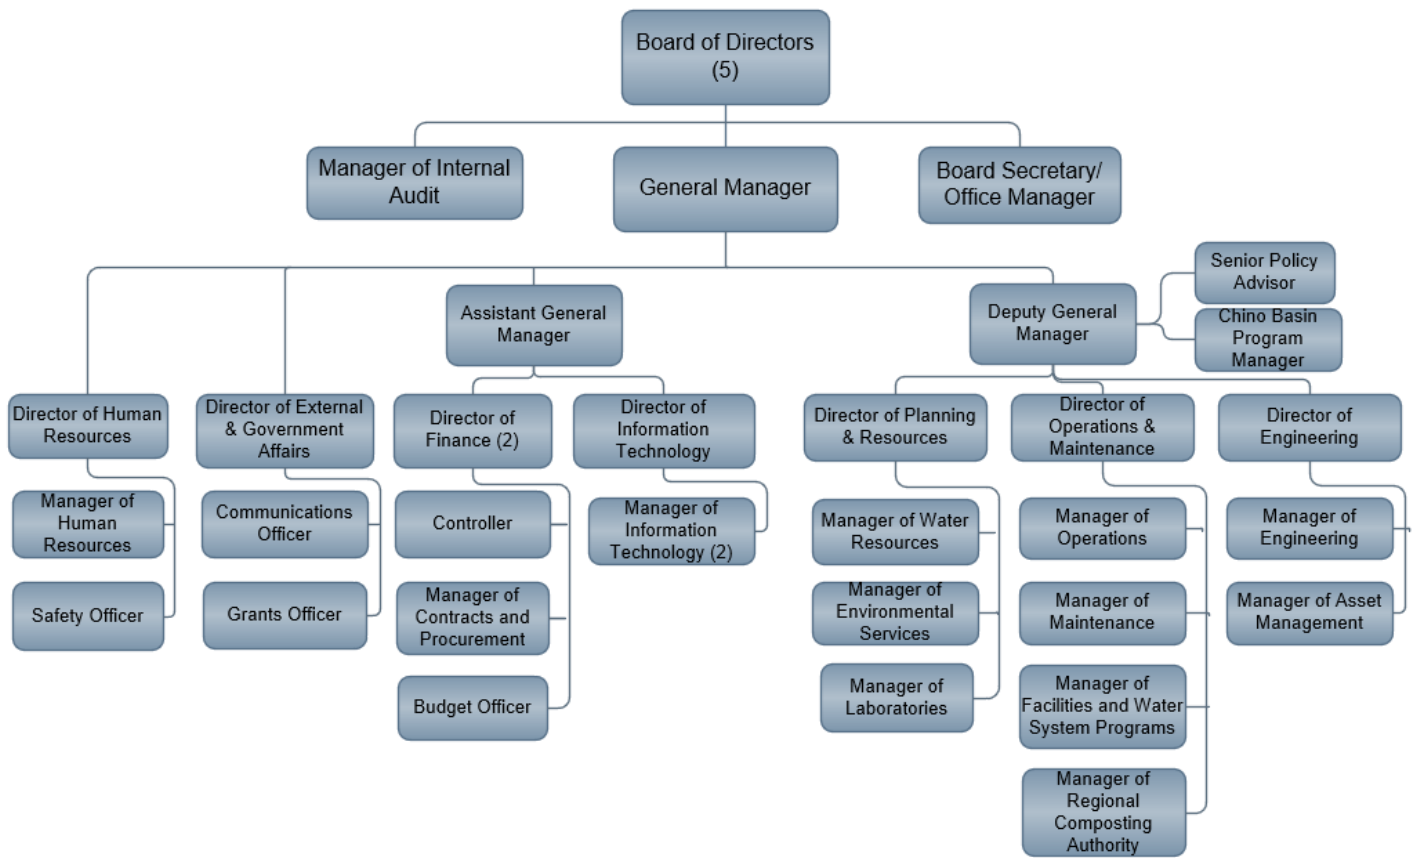 Board of Directors
(5)
Manager of Internal
Audit
General Manager
Board Secretary/
Office Manager
Senior Policy
Advisor
Assistant General
Manager
Deputy General
Manager
Chino Basin
Program
Manager
Director of Human
Resources
Director of External
& Government
Affairs
Director of
Finance (2)
Director of
Information
Technology
Director of Planning
& Resources
Director of
Operations &
Maintenance
Director of
Engineering
Manager of
Human
Resources
Communications
Officer
Controller
Manager of
Information
Technology (2)
Manager of Water
Resources
Manager of
Operations
Manager of
Engineering
Safety Officer
Grants Officer
Manager of
Contracts and
Procurement
Manager of
Environmental
Services
Manager of
Maintenance
Manager of Asset
Management
Budget Officer
Manager of
Laboratories
Manager of
Facilities and Water
System Programs
Manager of
Regional
Composting
Authority